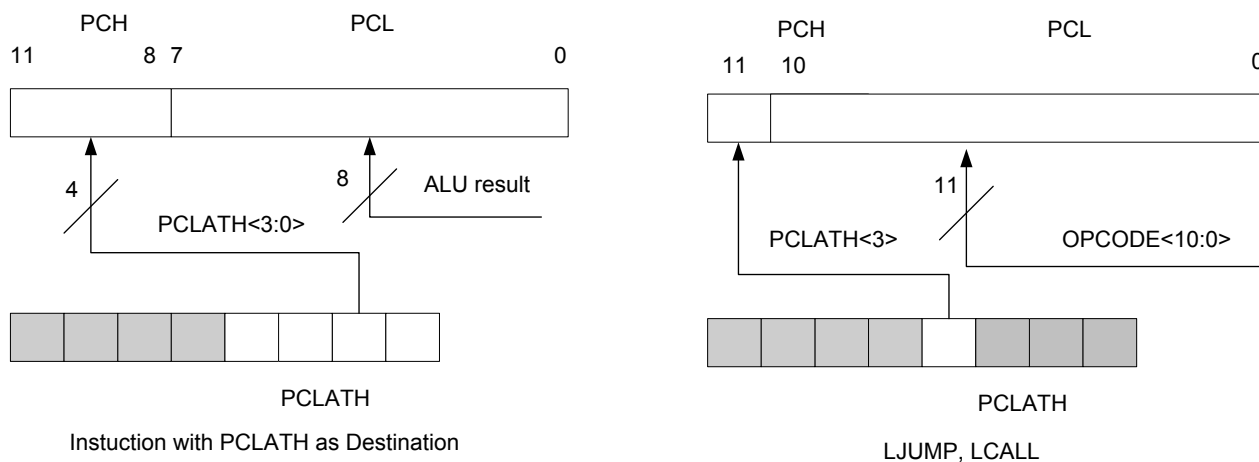 PCH PCL
11 8 7 0
4
8
ALU result
PCLATH<3:0>
PCLATH
Instuction with PCLATH as Destination
PCH PCL
11 10 0
11
PCLATH<3>
OPCODE<10:0>
PCLATH
LJUMP, LCALL